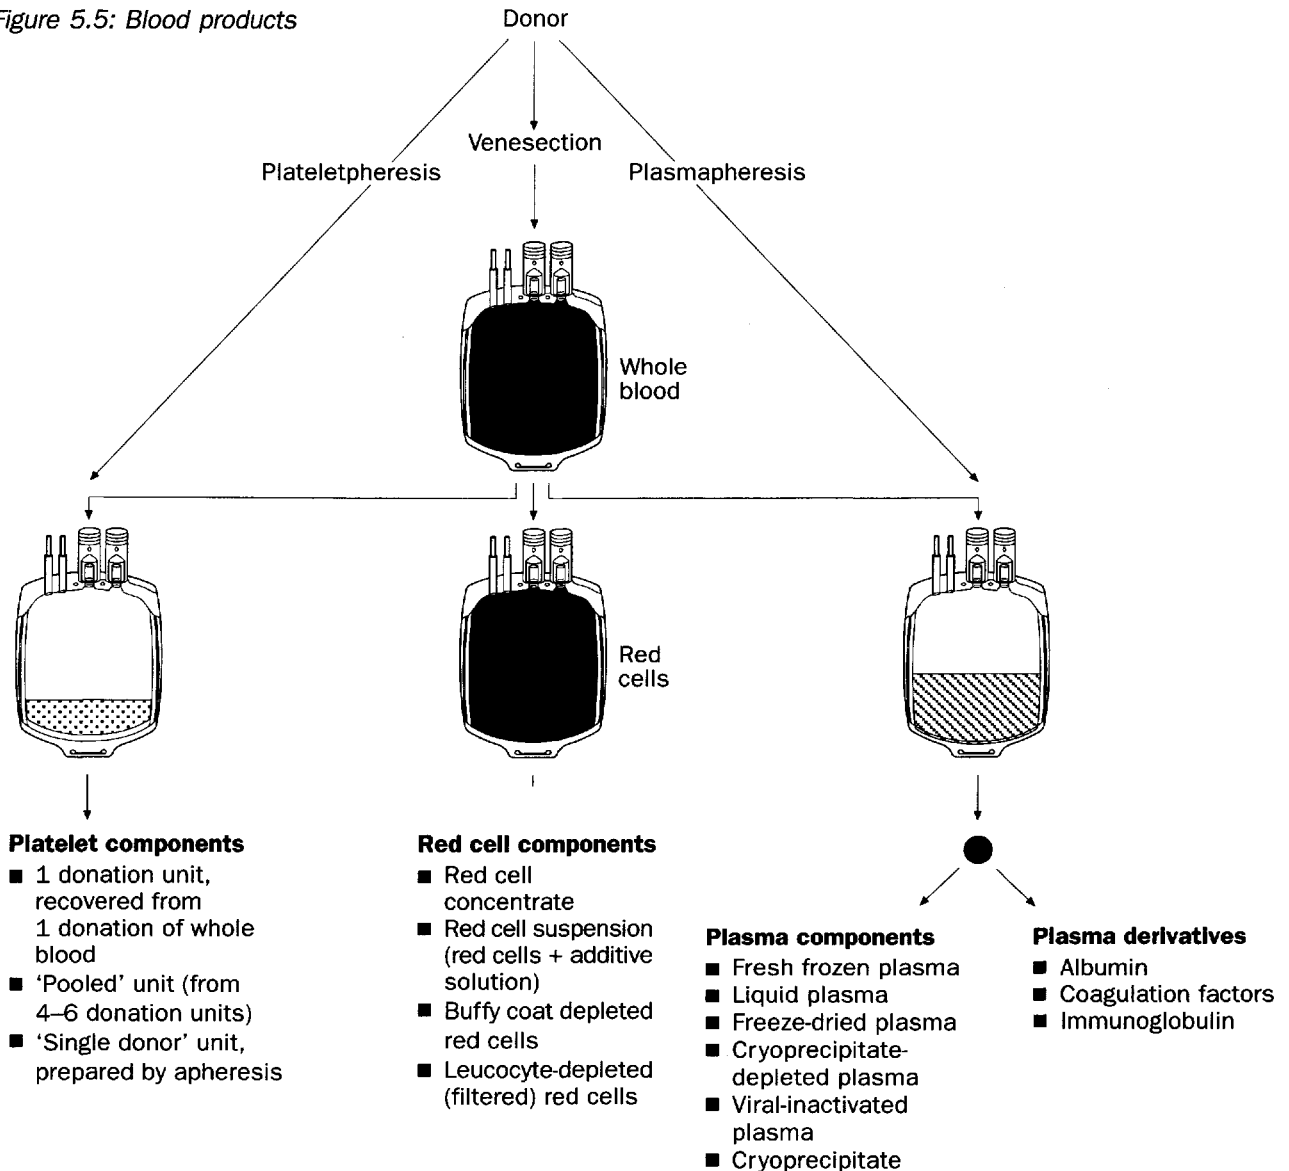 Figure 5.5: Blood products
Donor
Venesection
Plateletpheresis
Plasmapheresis
Whole
blood
Red
cells
Platelet components
■ 1 donation unit,
recovered from
1 donation of whole
blood
■ ‘Pooled’ unit (from
4–6 donation units)
■ ‘Single donor’ unit,
prepared by apheresis
Red cell components
■ Red cell
concentrate
■ Red cell suspension
(red cells + additive
solution)
■ Buffy coat depleted
red cells
■ Leucocyte-depleted
(filtered) red cells
Plasma components
■ Fresh frozen plasma
■ Liquid plasma
■ Freeze-dried plasma
■ Cryoprecipitate-
depleted plasma
■ Viral-inactivated
plasma
■ Cryoprecipitate
Plasma derivatives
■ Albumin
■ Coagulation factors
■ Immunoglobulin